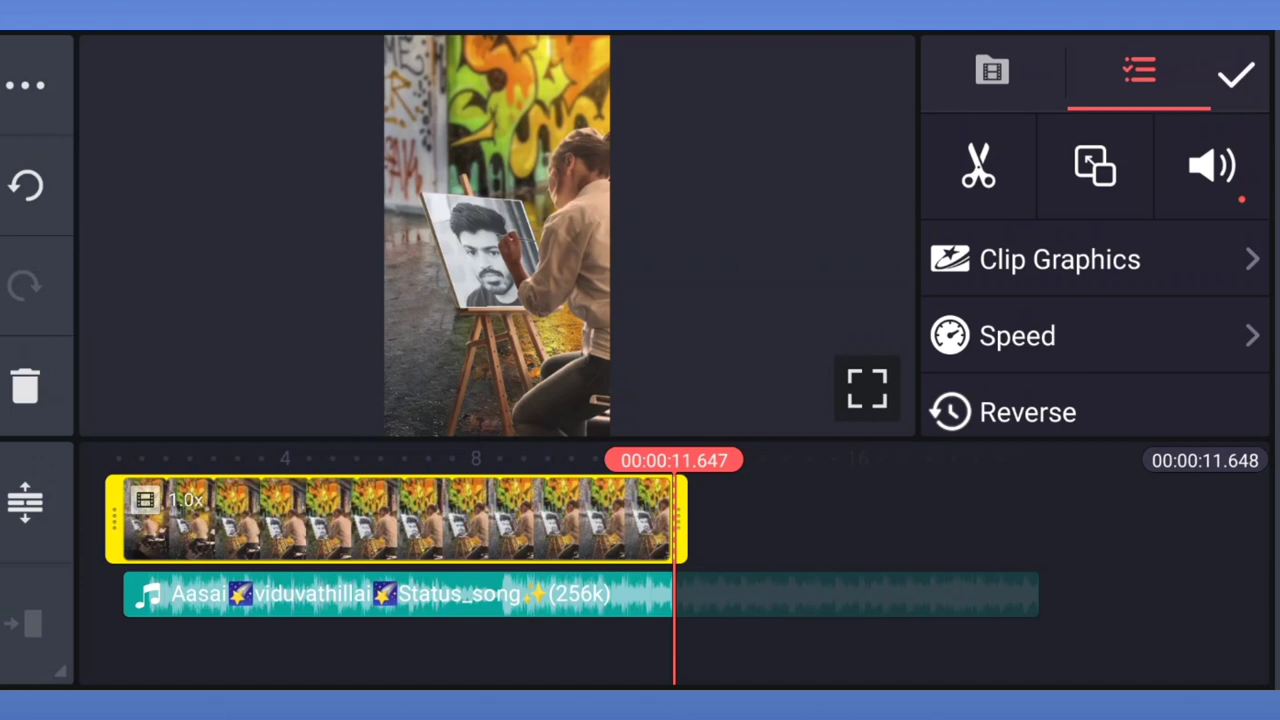 Clip Graphics
Speed
Reverse
4
8
00:00:11.647
16
00:00:11.648
1.0x
Aasai🌠viduvathillai🌠Status_song✨(256k)